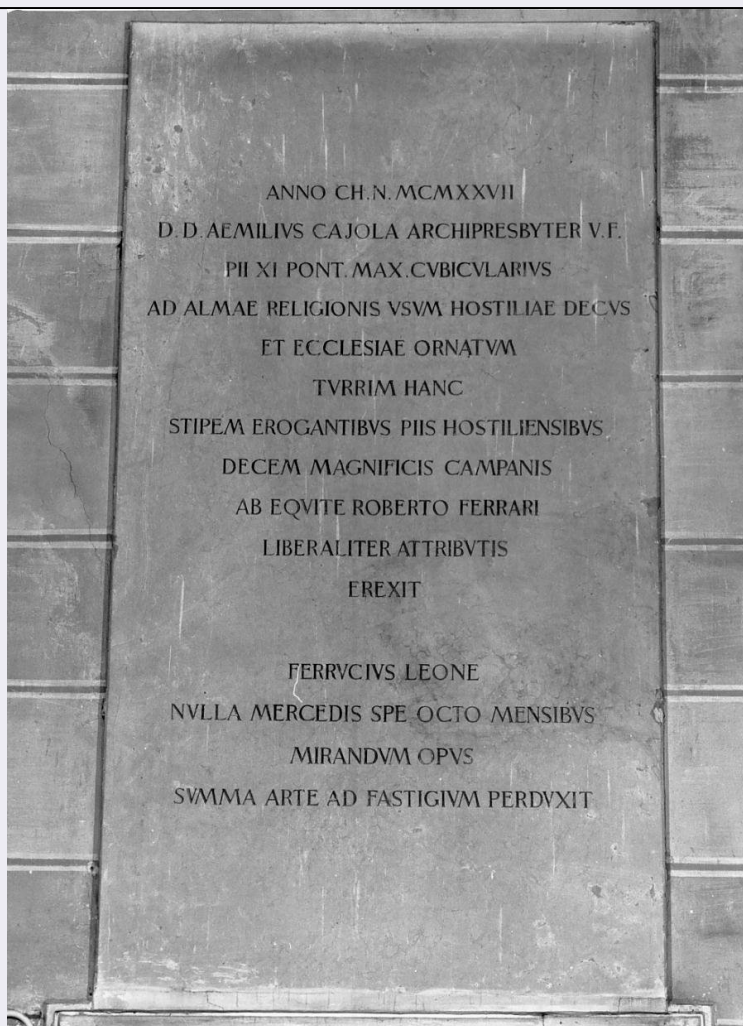 ANNO CH.N.MCMXXVII
D.D.AEMILIVS CAJOLA ARCHIPRESBYTER V.F.
PII XI PONT.MAX.CVBICVLARIVS
AD ALMAE RELIGIONIS VSVM HOSTILIAE DECVS
ET ECCLESIAE ORNATVM
TVRRIM HANC
STIPEM EROGANTIBVS PIIS HOSTILIENSIBVS
DECEM MAGNIFICIS CAMPANIS
AB EQVITE ROBERTO FERRARI
LIBERALITER ATTRIBVTIS
EREXIT
FERRVCIVS LEONE
NVLLA MERCEDIS SPE OCTO MENSIBVS
MIRANDVM OPVS
SVMMA ARTE AD FASTIGIVM PERDVXIT